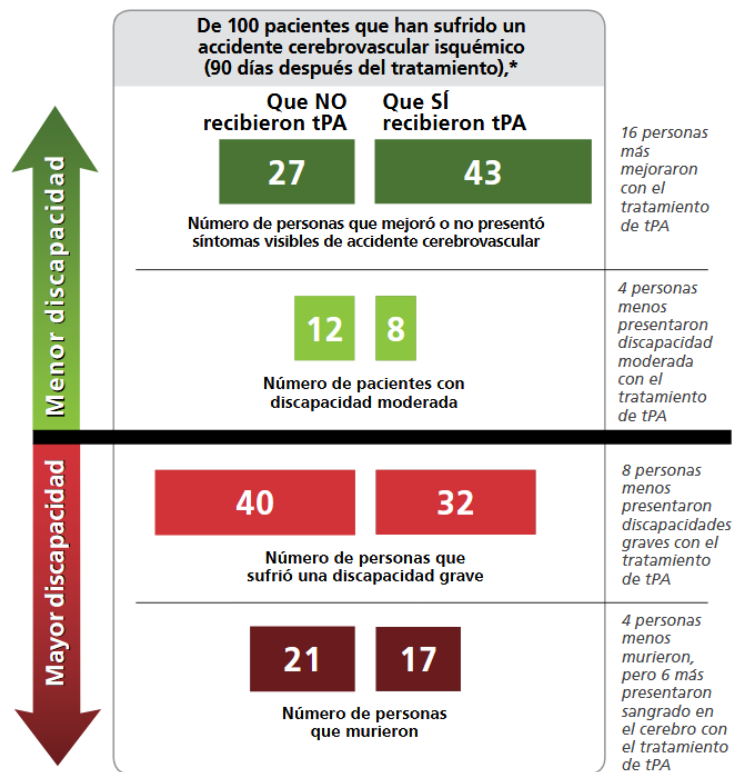 De 100 pacientes que han sufrido un
accidente cerebrovascular isquémico
(90 días después del tratamiento),*
Que NO
recibieron tPA
Que SÍ
recibieron tPA
Menor discapacidad
27
43
Número de personas que mejoró o no presentó
síntomas visibles de accidente cerebrovascular
16 personas
más
mejoraron
con el
tratamiento
de tPA
12
8
Número de pacientes con
discapacidad moderada
4 personas
menos
presentaron
discapacidad
moderada
con el
tratamiento
de tPA
Mayor discapacidad
40
32
Número de personas que
sufrió una discapacidad grave
8 personas
menos
presentaron
discapacidades
graves con el
tratamiento
de tPA
21
17
Número de personas
que murieron
4 personas
menos
murieron,
pero 6 más
presentaron
sangrado en
el cerebro con
el tratamiento
de tPA